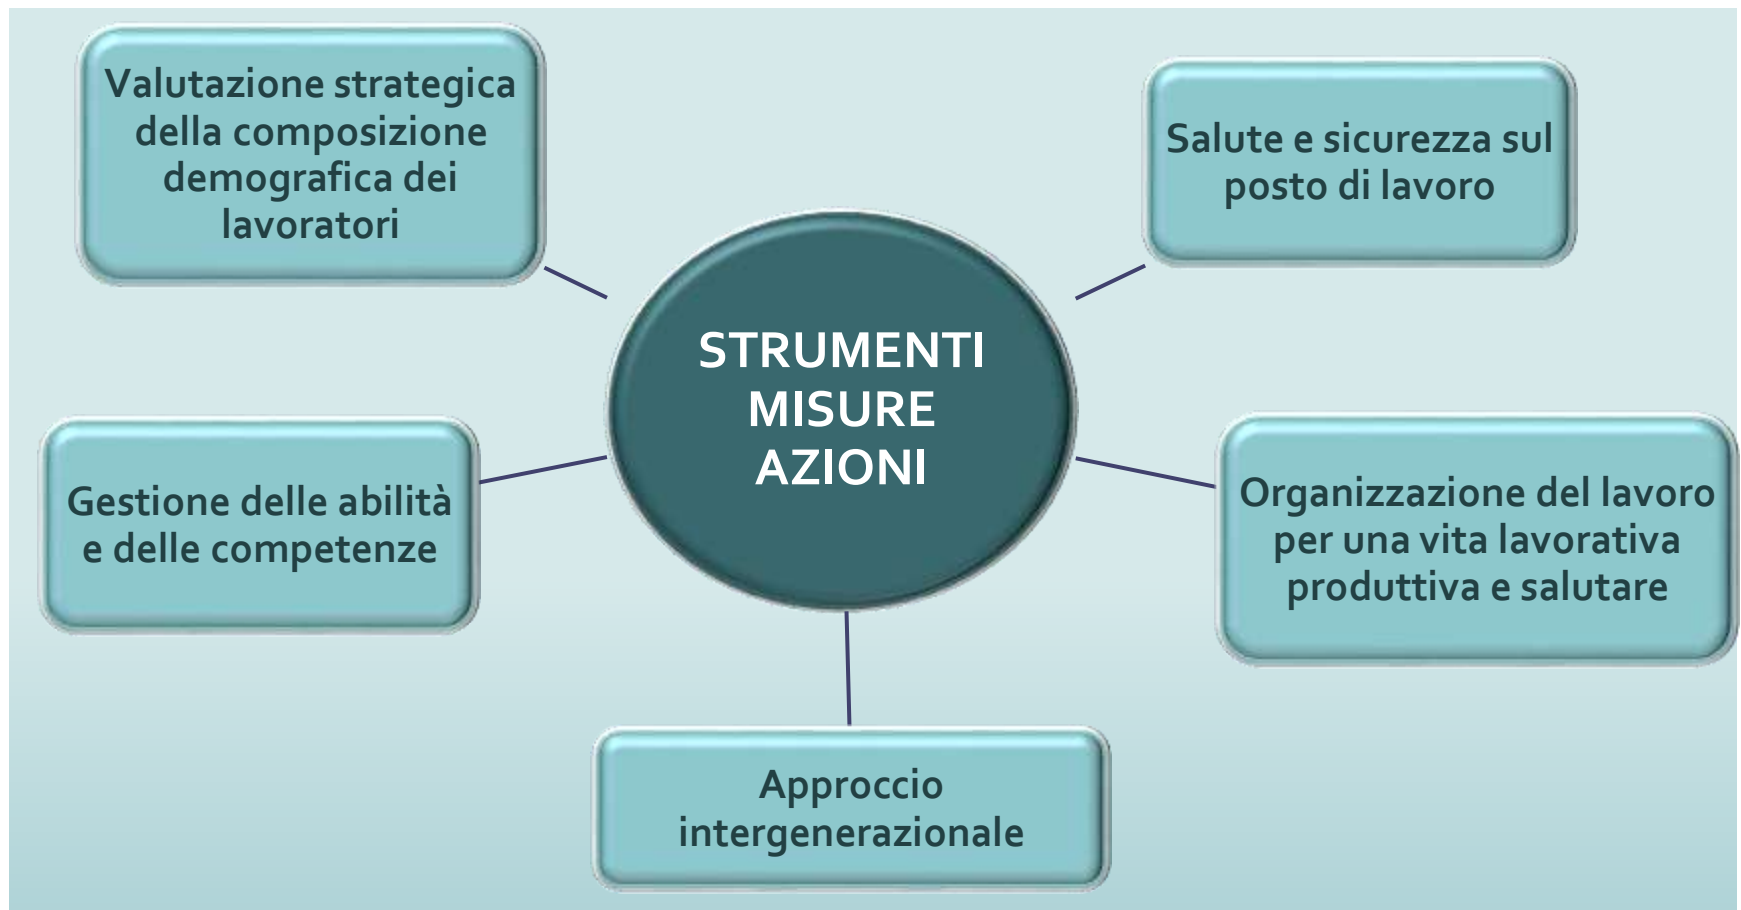 Valutazione strategica
della composizione
demografica dei
lavoratori
Salute e sicurezza sul
posto di lavoro
STRUMENTI
MISURE
AZIONI
Gestione delle abilità
e delle competenze
Organizzazione del lavoro
per una vita lavorativa
produttiva e salutare
Approccio
intergenerazionale